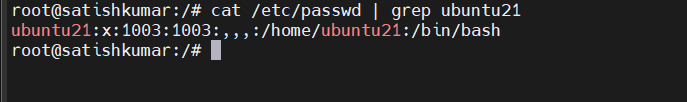 root@satishkumar:/# cat /etc/passwd | grep ubuntu21
ubuntu21:x:1003:1003:,,,:/home/ubuntu21:/bin/bash
root@satishkumar:/#